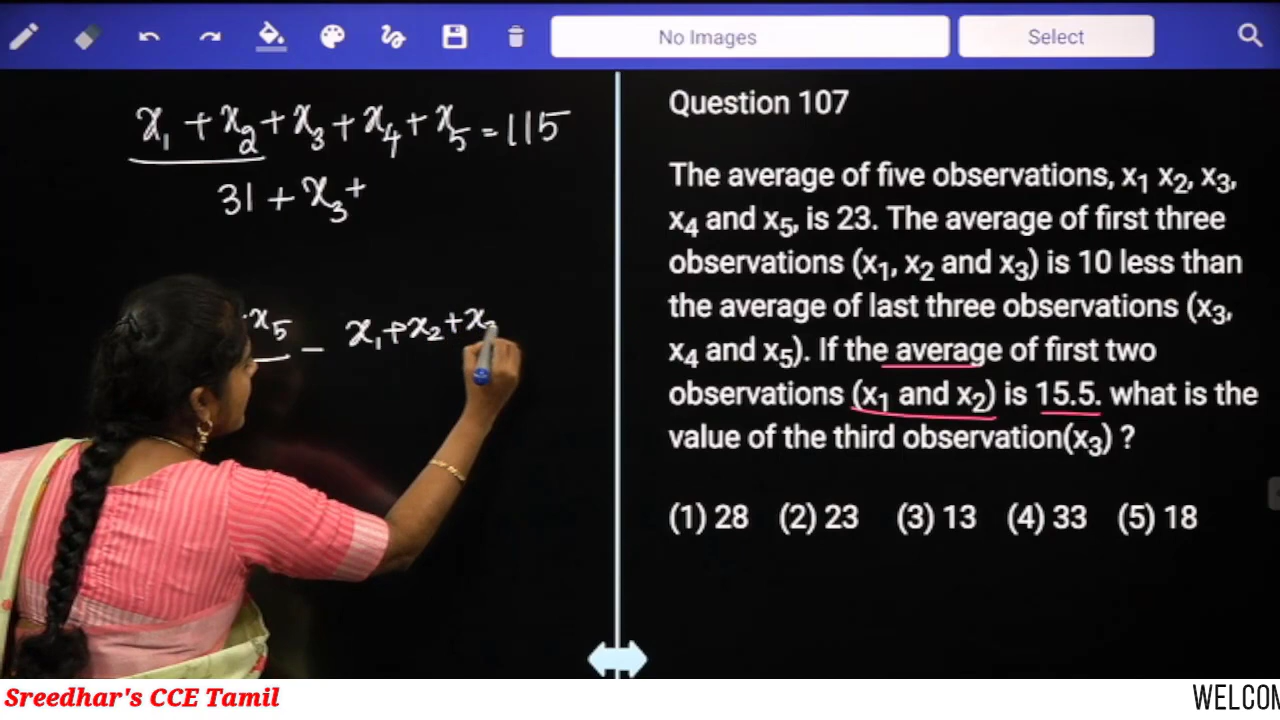 No Images
Select
x₁ + x₂ + x₃ + x₄ + x₅ = 115
31 + x₃ +
x₅ - x₁ + x₂ + x₃
Question 107
The average of five observations, x₁ x₂, x₃,
x₄ and x₅, is 23. The average of first three
observations (x₁, x₂ and x₃) is 10 less than
the average of last three observations (x₃,
x₄ and x₅). If the average of first two
observations (x₁ and x₂) is 15.5. what is the
value of the third observation(x₃) ?
(1) 28 (2) 23 (3) 13 (4) 33 (5) 18
Sreedhar's CCE Tamil
WELCOM